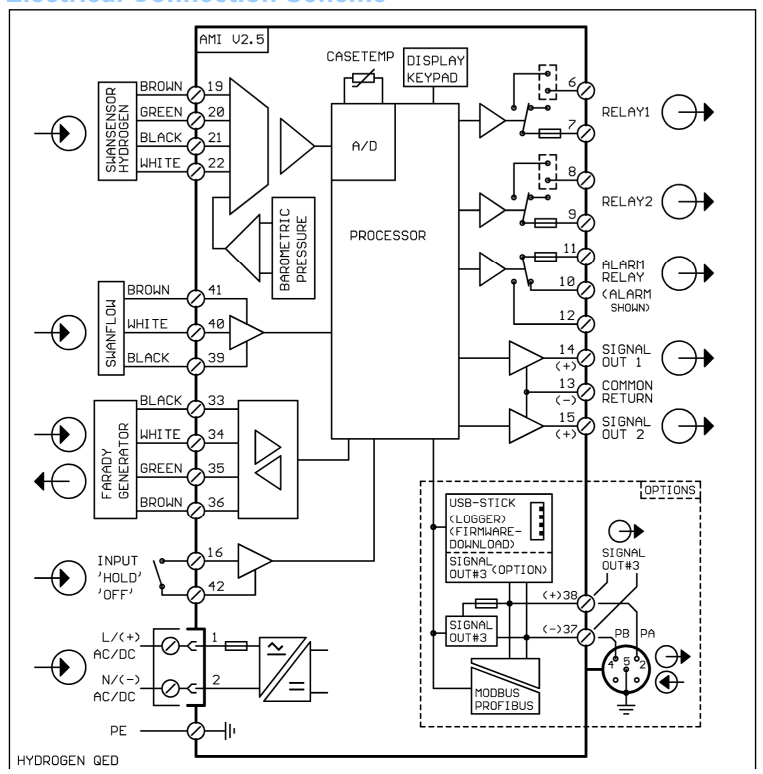 Electrical Connection Scheme
AMI V2.5
CASETEMP
DISPLAY
KEYPAD
A/D
PROCESSOR
SWANSENSOR
HYDROGEN
BROWN 19
GREEN 20
BLACK 21
WHITE 22
BAROMETRIC
PRESSURE
SWANFLOW
BROWN 41
WHITE 40
BLACK 39
FARADY
GENERATOR
BLACK 33
WHITE 34
GREEN 35
BROWN 36
INPUT
'HOLD'
'OFF'
16
42
L/(+)
AC/DC
1
N/(-)
AC/DC
2
PE
6
RELAY1
7
8
RELAY2
9
11
ALARM
RELAY
10
(ALARM
SHOWN)
12
14
(+)
SIGNAL
OUT 1
13
(-)
COMMON
RETURN
15
(+)
SIGNAL
OUT 2
OPTIONS
USB-STICK
(LOGGER)
(FIRMWARE-
DOWNLOAD)
SIGNAL
OUT#3 (OPTION)
SIGNAL
OUT#3
(+)38
SIGNAL
OUT#3
(-)37
PB PA
4 5 2
MODBUS
PROFIBUS
HYDROGEN QED